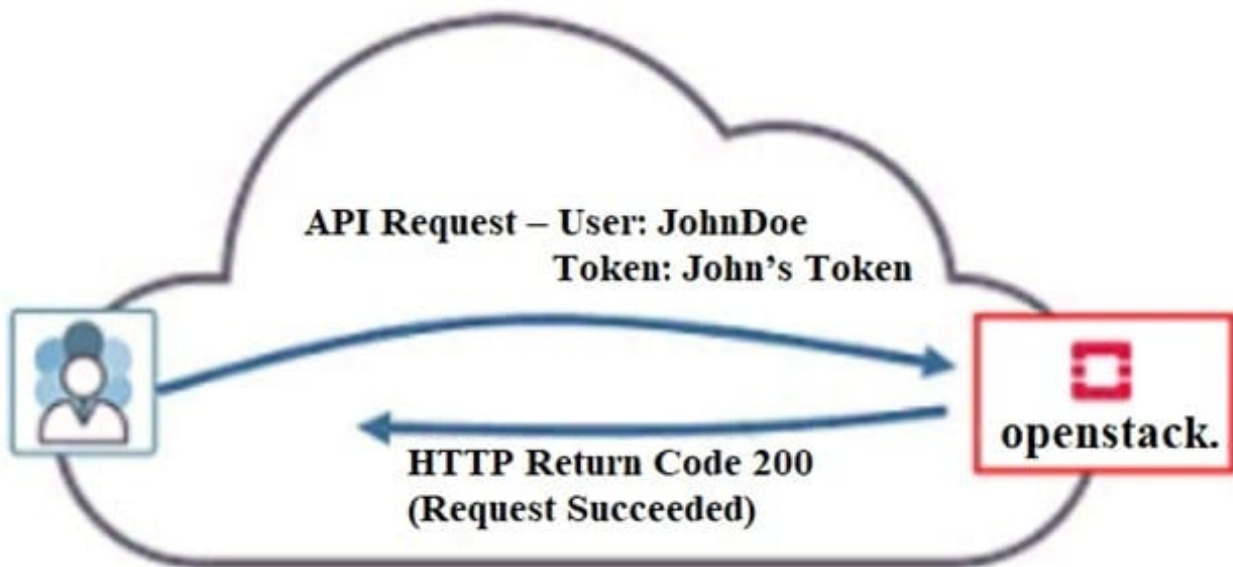 API Request – User: JohnDoe
Token: John’s Token
openstack.
HTTP Return Code 200
(Request Succeeded)